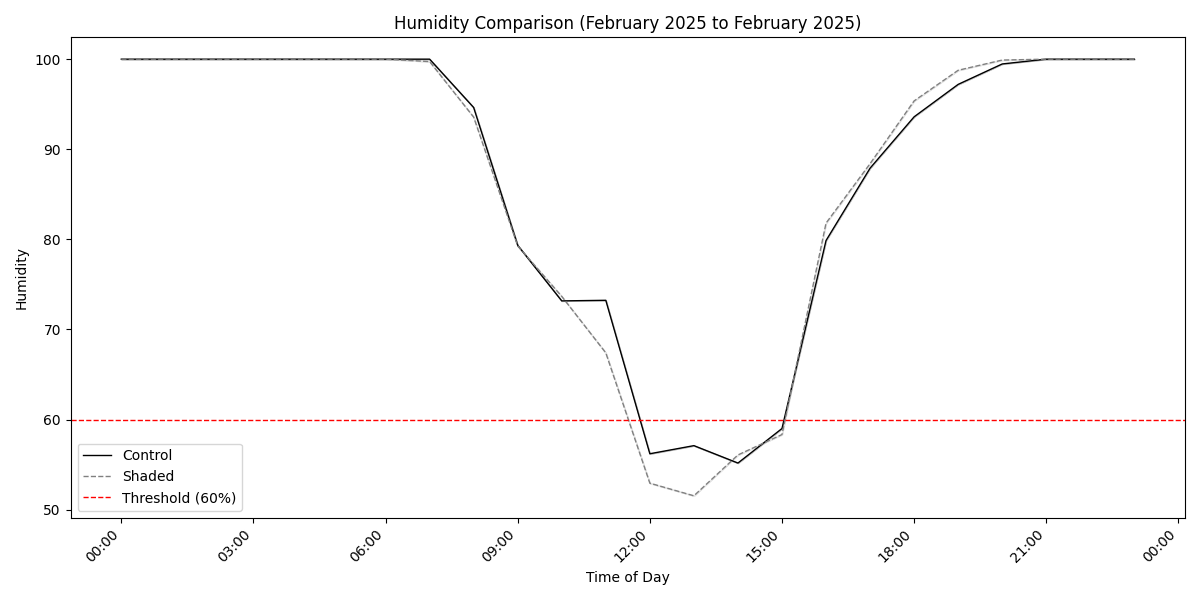 Humidity Comparison (February 2025 to February 2025)
Humidity
100
90
80
70
60
50
Control
Shaded
Threshold (60%)
00:00
03:00
06:00
09:00
12:00
15:00
18:00
21:00
00:00
Time of Day